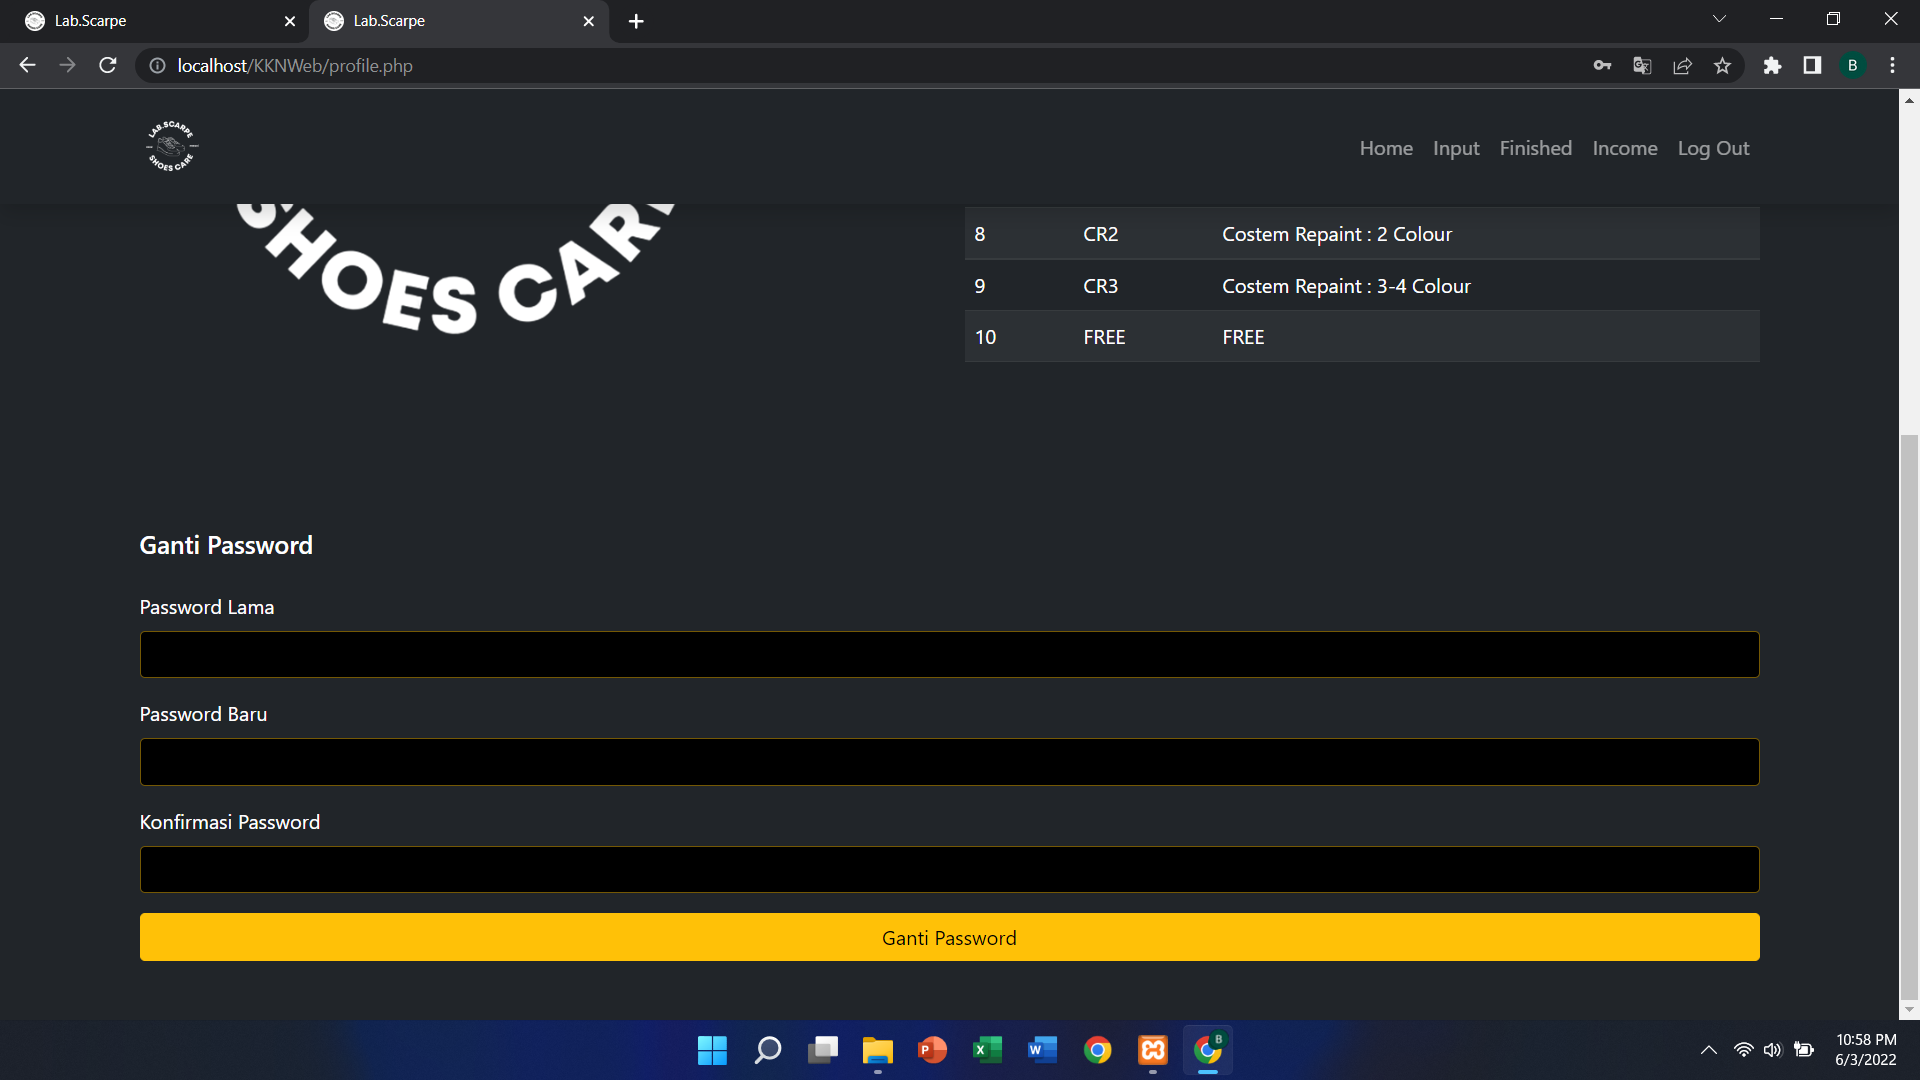 Lab.Scarpe
Lab.Scarpe
localhost/KKNWeb/profile.php
B
LAB.SCARPE
SHOES CARE
Home Input Finished Income Log Out
SHOES CARE
8 CR2 Costem Repaint : 2 Colour
9 CR3 Costem Repaint : 3-4 Colour
10 FREE FREE
Ganti Password
Password Lama
Password Baru
Konfirmasi Password
Ganti Password
10:58 PM
6/3/2022